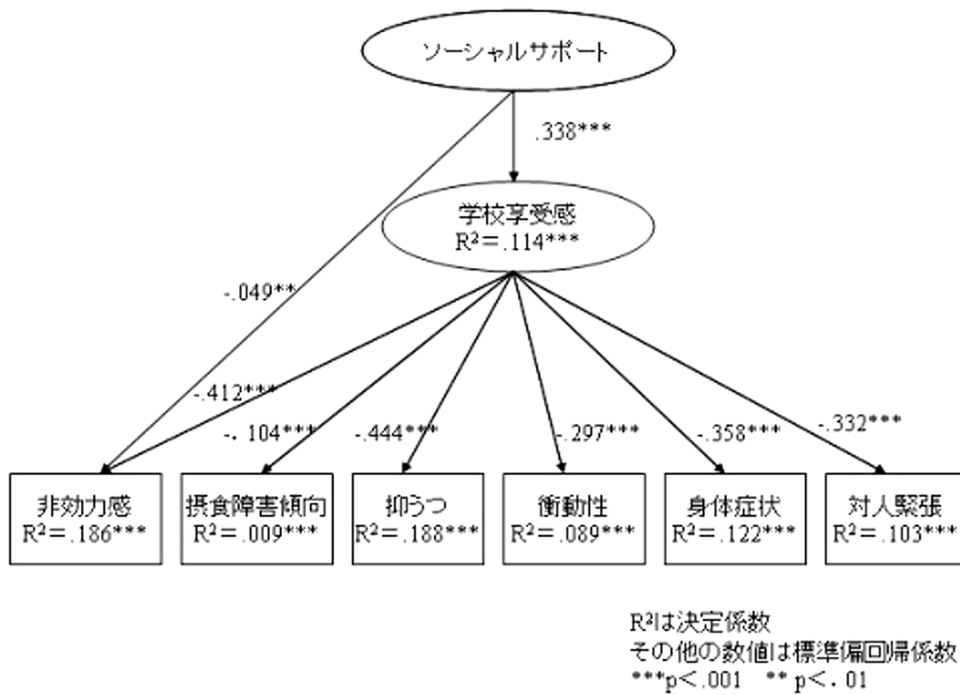 ソーシャルサポート
.338***
学校享受感
R²＝.114***
-.049**
-.412***
-. 104***
-.444***
-.297***
-.358***
-.332***
非効力感
R²＝.186***
摂食障害傾向
R²＝.009***
抑うつ
R²＝.188***
衝動性
R²＝.089***
身体症状
R²＝.122***
対人緊張
R²＝.103***
R²は決定係数
その他の数値は標準偏回帰係数
***p＜.001 ** p＜. 01